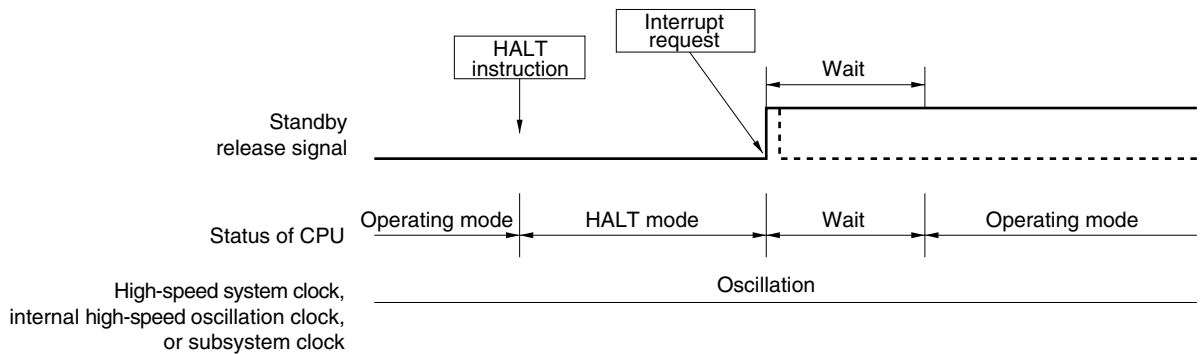 Interrupt
request
HALT
instruction
Wait
Standby
release signal
Operating mode
HALT mode
Wait
Operating mode
Status of CPU
Oscillation
High-speed system clock,
internal high-speed oscillation clock,
or subsystem clock